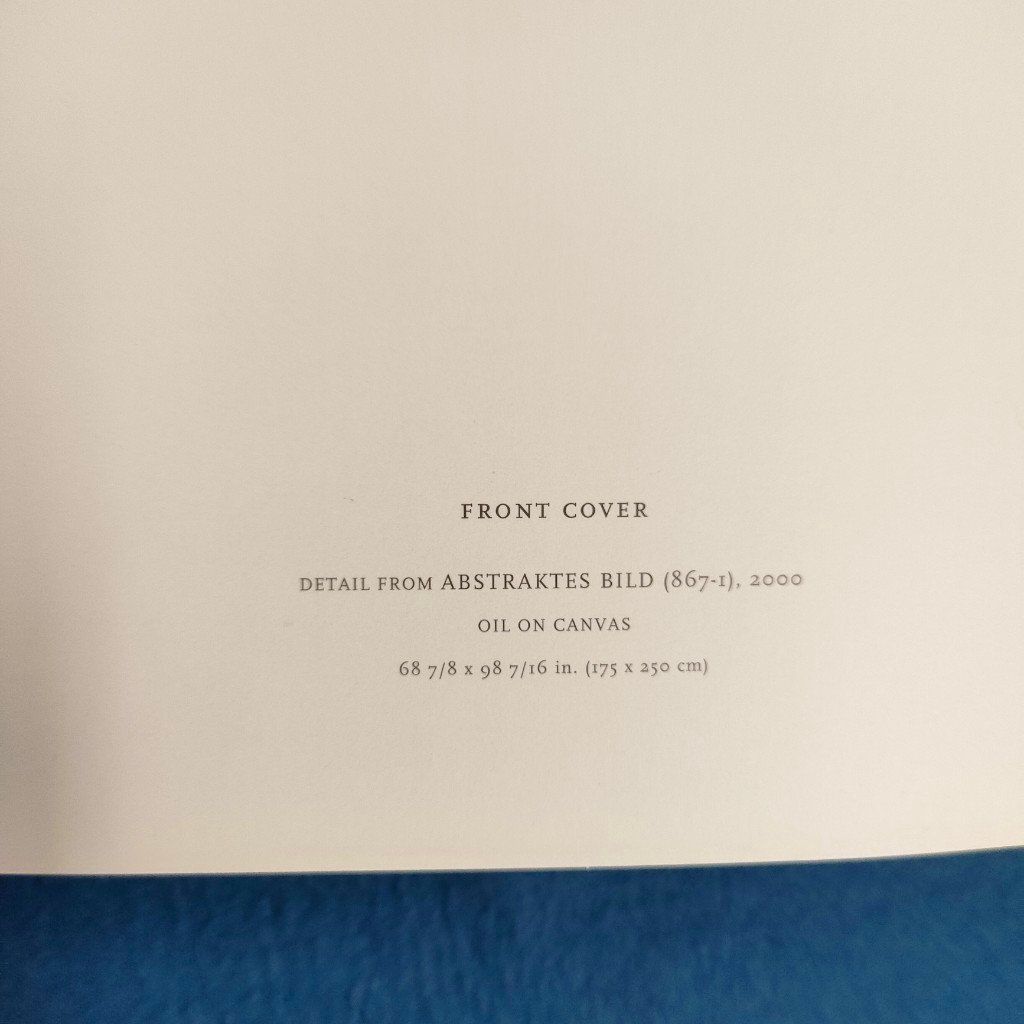 FRONT COVER
DETAIL FROM ABSTRAKTES BILD (867-1), 2000
OIL ON CANVAS
68 7/8 x 98 7/16 in. (175 x 250 cm)